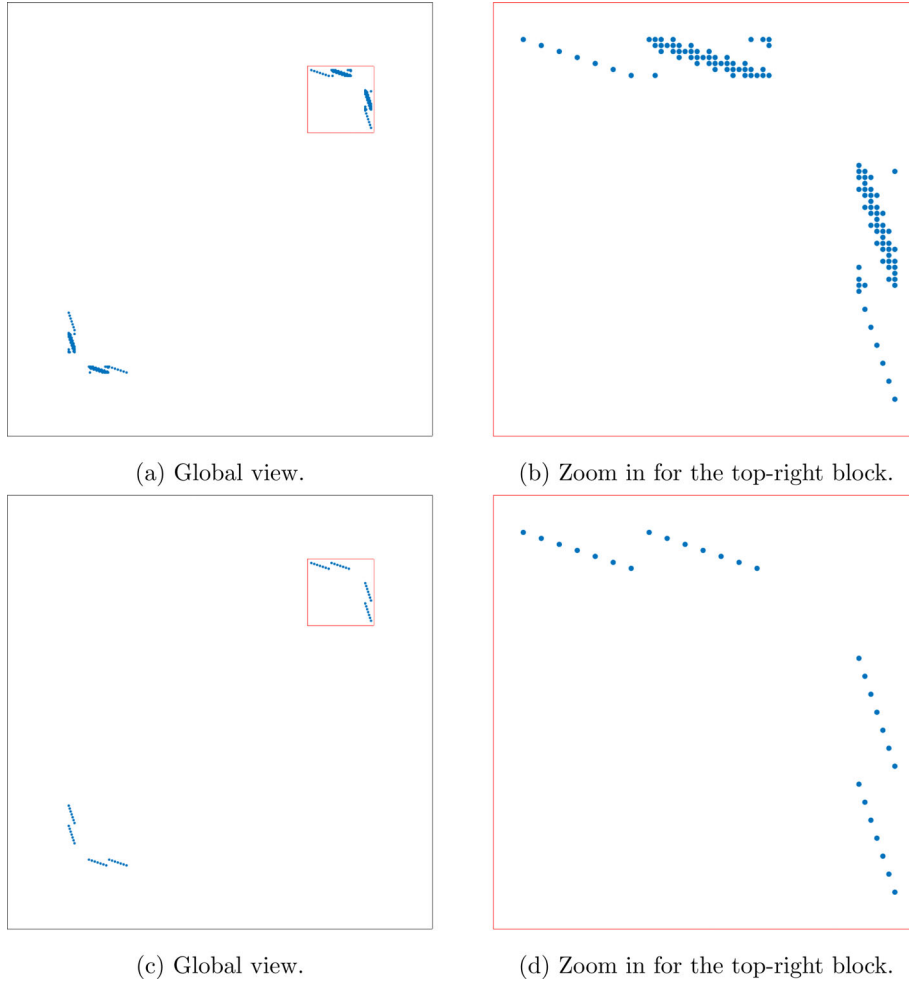 (a) Global view.
(b) Zoom in for the top-right block.
(c) Global view.
(d) Zoom in for the top-right block.